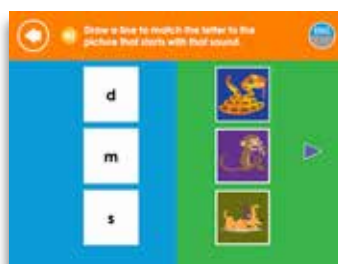 Draw a line to match the letter to the
picture that starts with that sound.
d
m
s